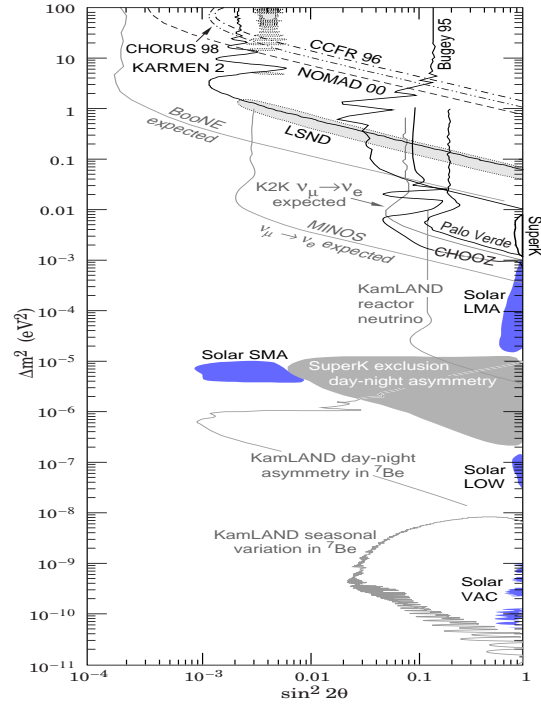 100
10
1
0.1
0.01
10⁻³
10⁻⁴
10⁻⁵
10⁻⁶
10⁻⁷
10⁻⁸
10⁻⁹
10⁻¹⁰
10⁻¹¹
Δm² (eV²)
CHORUS 98
KARMEN 2
CCFR 96
NOMAD 00
Bugey 95
BooNE
expected
LSND
K2K νμ→νe
expected
MINOS
νμ → νe expected
Palo Verde
CHOOZ
SuperK
KamLAND
reactor
neutrino
Solar
LMA
Solar SMA
SuperK exclusion
day-night asymmetry
KamLAND day-night
asymmetry in ⁷Be
Solar
LOW
KamLAND seasonal
variation in ⁷Be
Solar
VAC
10⁻⁴
10⁻³
0.01
0.1
1
sin² 2θ